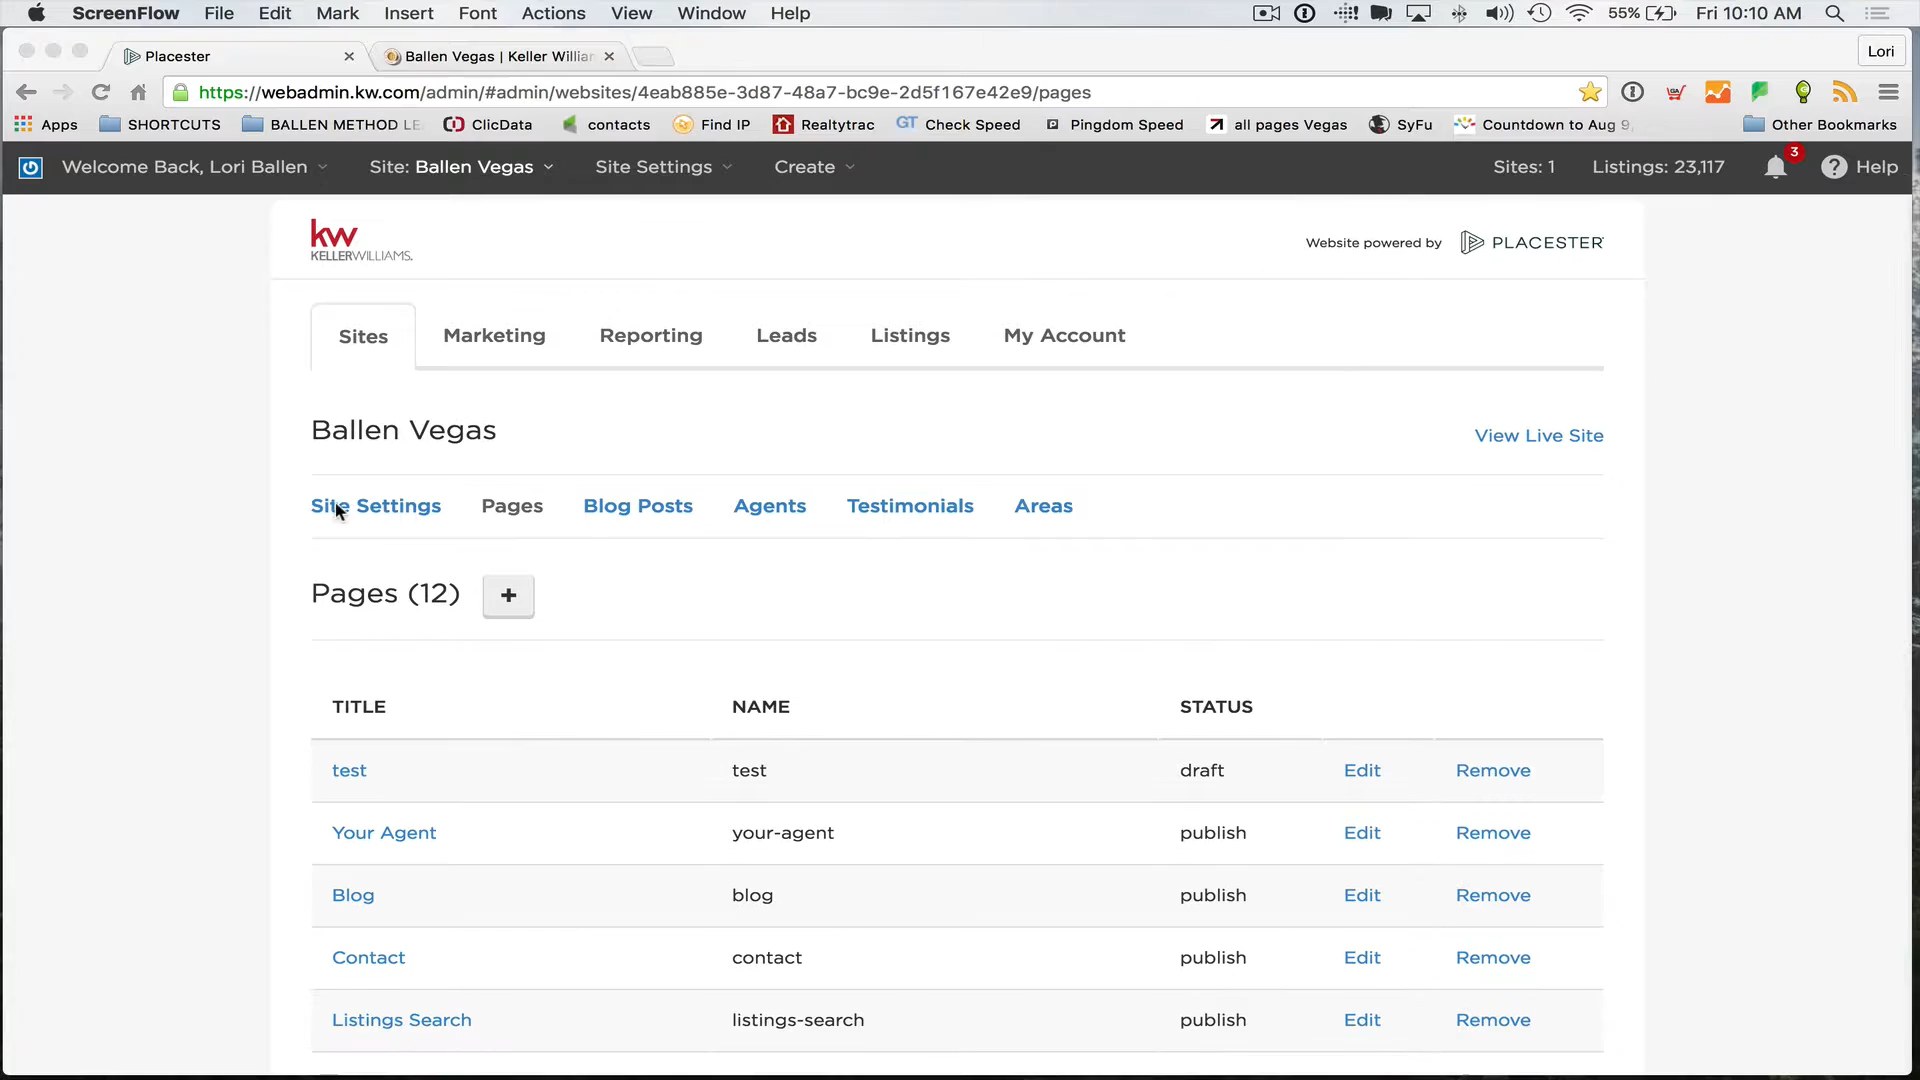 ScreenFlow File Edit Mark Insert Font Actions View Window Help 55% Fri 10:10 AM
Placester Ballen Vegas | Keller Willia Lori
https://webadmin.kw.com/admin/#admin/websites/4eab885e-3d87-48a7-bc9e-2d5f167e42e9/pages
Apps SHORTCUTS BALLEN METHOD LE ClicData contacts Find IP Realtytrac GT Check Speed Pingdom Speed all pages Vegas SyFu Countdown to Aug 9, Other Bookmarks
Welcome Back, Lori Ballen Site: Ballen Vegas Site Settings Create Sites: 1 Listings: 23,117 3 ? Help
kw
KELLERWILLIAMS.
Website powered by PLACESTER
Sites Marketing Reporting Leads Listings My Account
Ballen Vegas View Live Site
Site Settings Pages Blog Posts Agents Testimonials Areas
Pages (12) +
TITLE NAME STATUS
test test draft Edit Remove
Your Agent your-agent publish Edit Remove
Blog blog publish Edit Remove
Contact contact publish Edit Remove
Listings Search listings-search publish Edit Remove